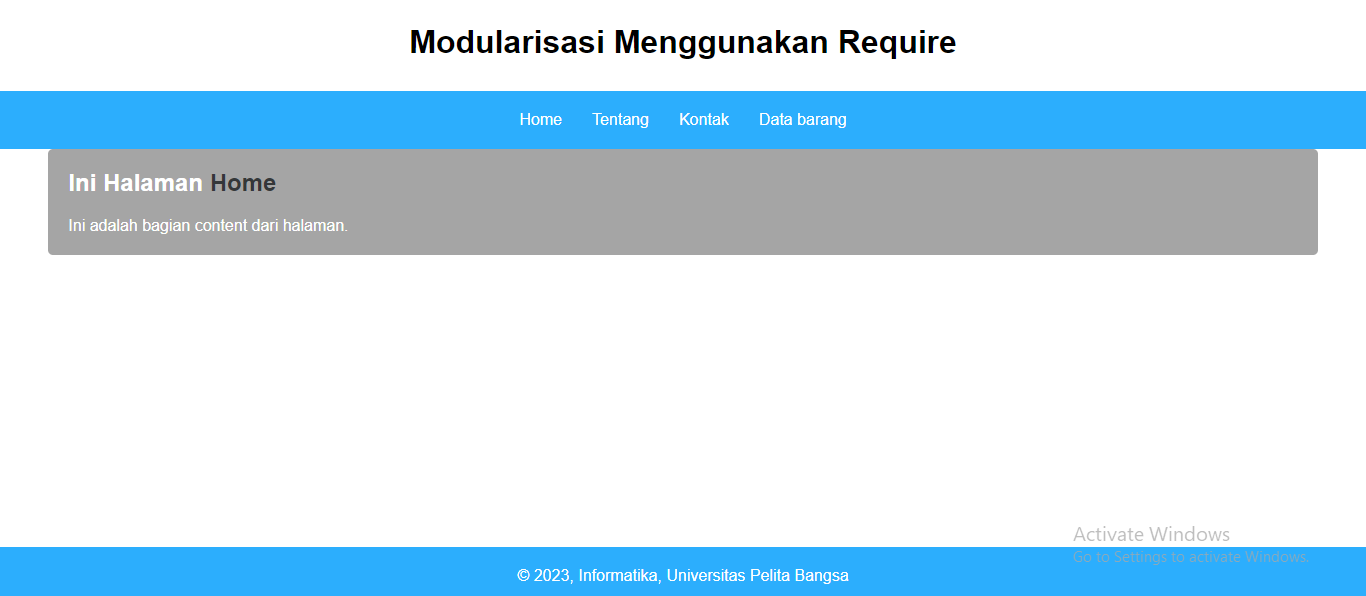 Modularisasi Menggunakan Require
Home Tentang Kontak Data barang
Ini Halaman Home
Ini adalah bagian content dari halaman.
Activate Windows
Go to Settings to activate Windows.
© 2023, Informatika, Universitas Pelita Bangsa